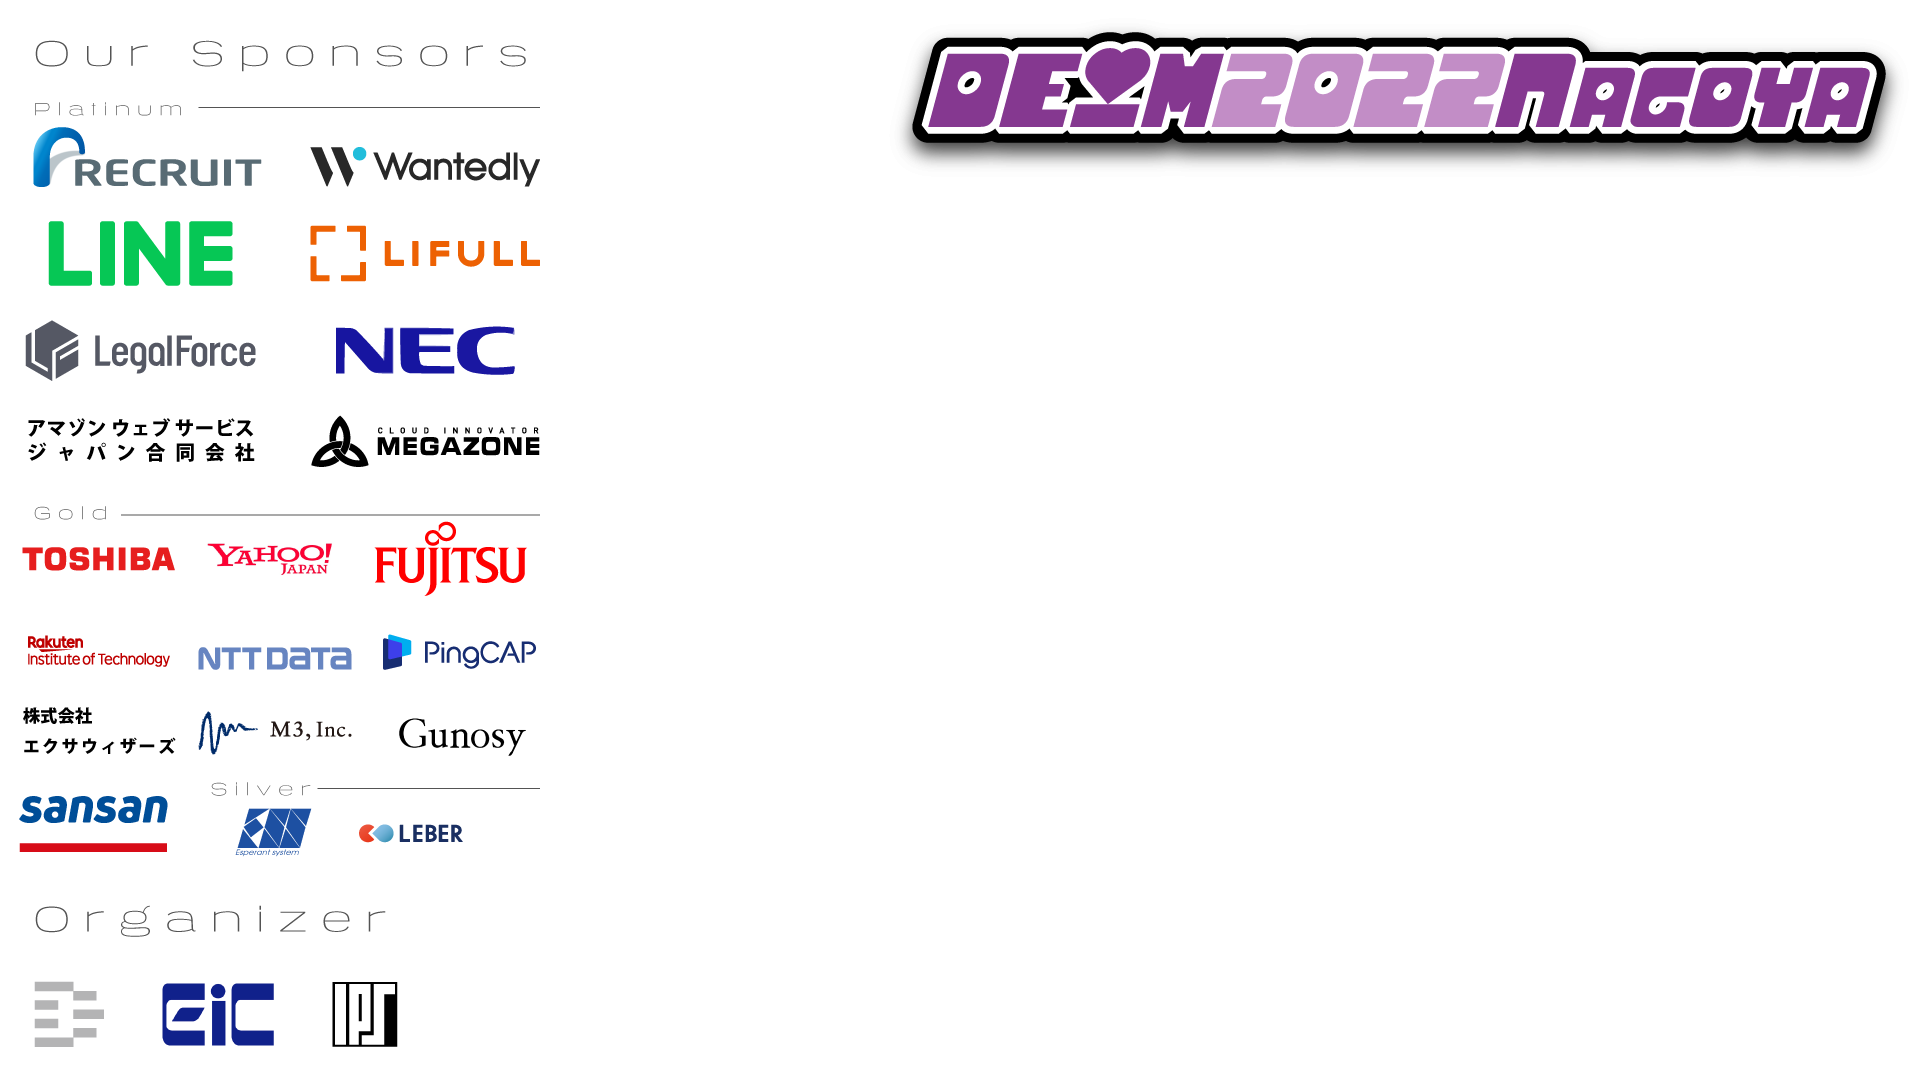 Our Sponsors
DEIM2022NAGOYA
Platinum
RECRUIT
Wantedly
LINE
LIFULL
LegalForce
NEC
アマゾン ウェブ サービス
ジャパン合同会社
CLOUD INNOVATOR
MEGAZONE
Gold
TOSHIBA
YAHOO!
JAPAN
FUJITSU
Rakuten
Institute of Technology
NTT DATA
PingCAP
株式会社
エクサウィザーズ
M3, Inc.
Gunosy
sansan
Silver
Esperant system
LEBER
Organizer
EiC
IPSJ